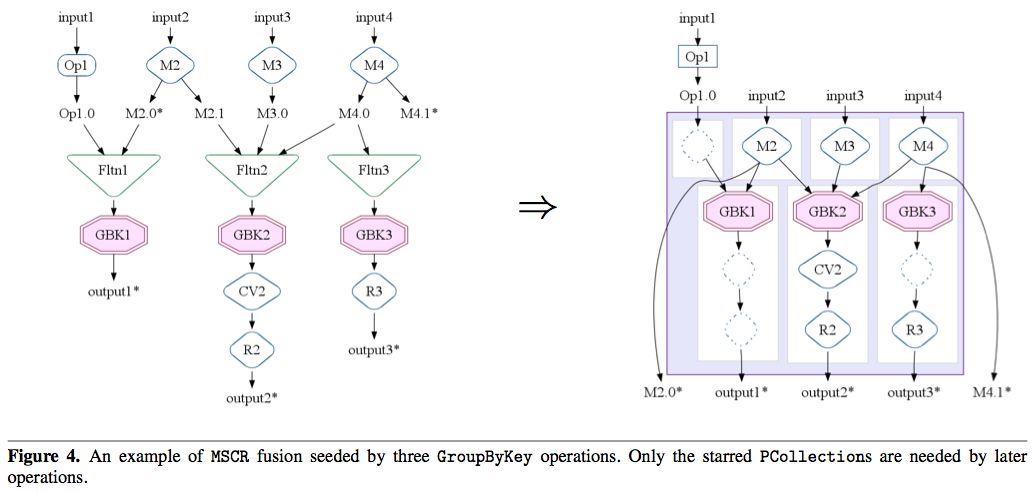 input1 input2 input3 input4
Op1 M2 M3 M4
Op1.0 M2.0* M2.1 M3.0 M4.0 M4.1*
Fltn1 Fltn2 Fltn3
GBK1 GBK2 GBK3
output1* CV2 R3
R2 output3*
output2*
⇒
input1
Op1
Op1.0 input2 input3 input4
M2 M3 M4
GBK1 GBK2 GBK3
CV2
R2 R3
M2.0* output1* output2* output3* M4.1*
Figure 4. An example of MSCR fusion seeded by three GroupByKey operations. Only the starred PCollections are needed by later
operations.